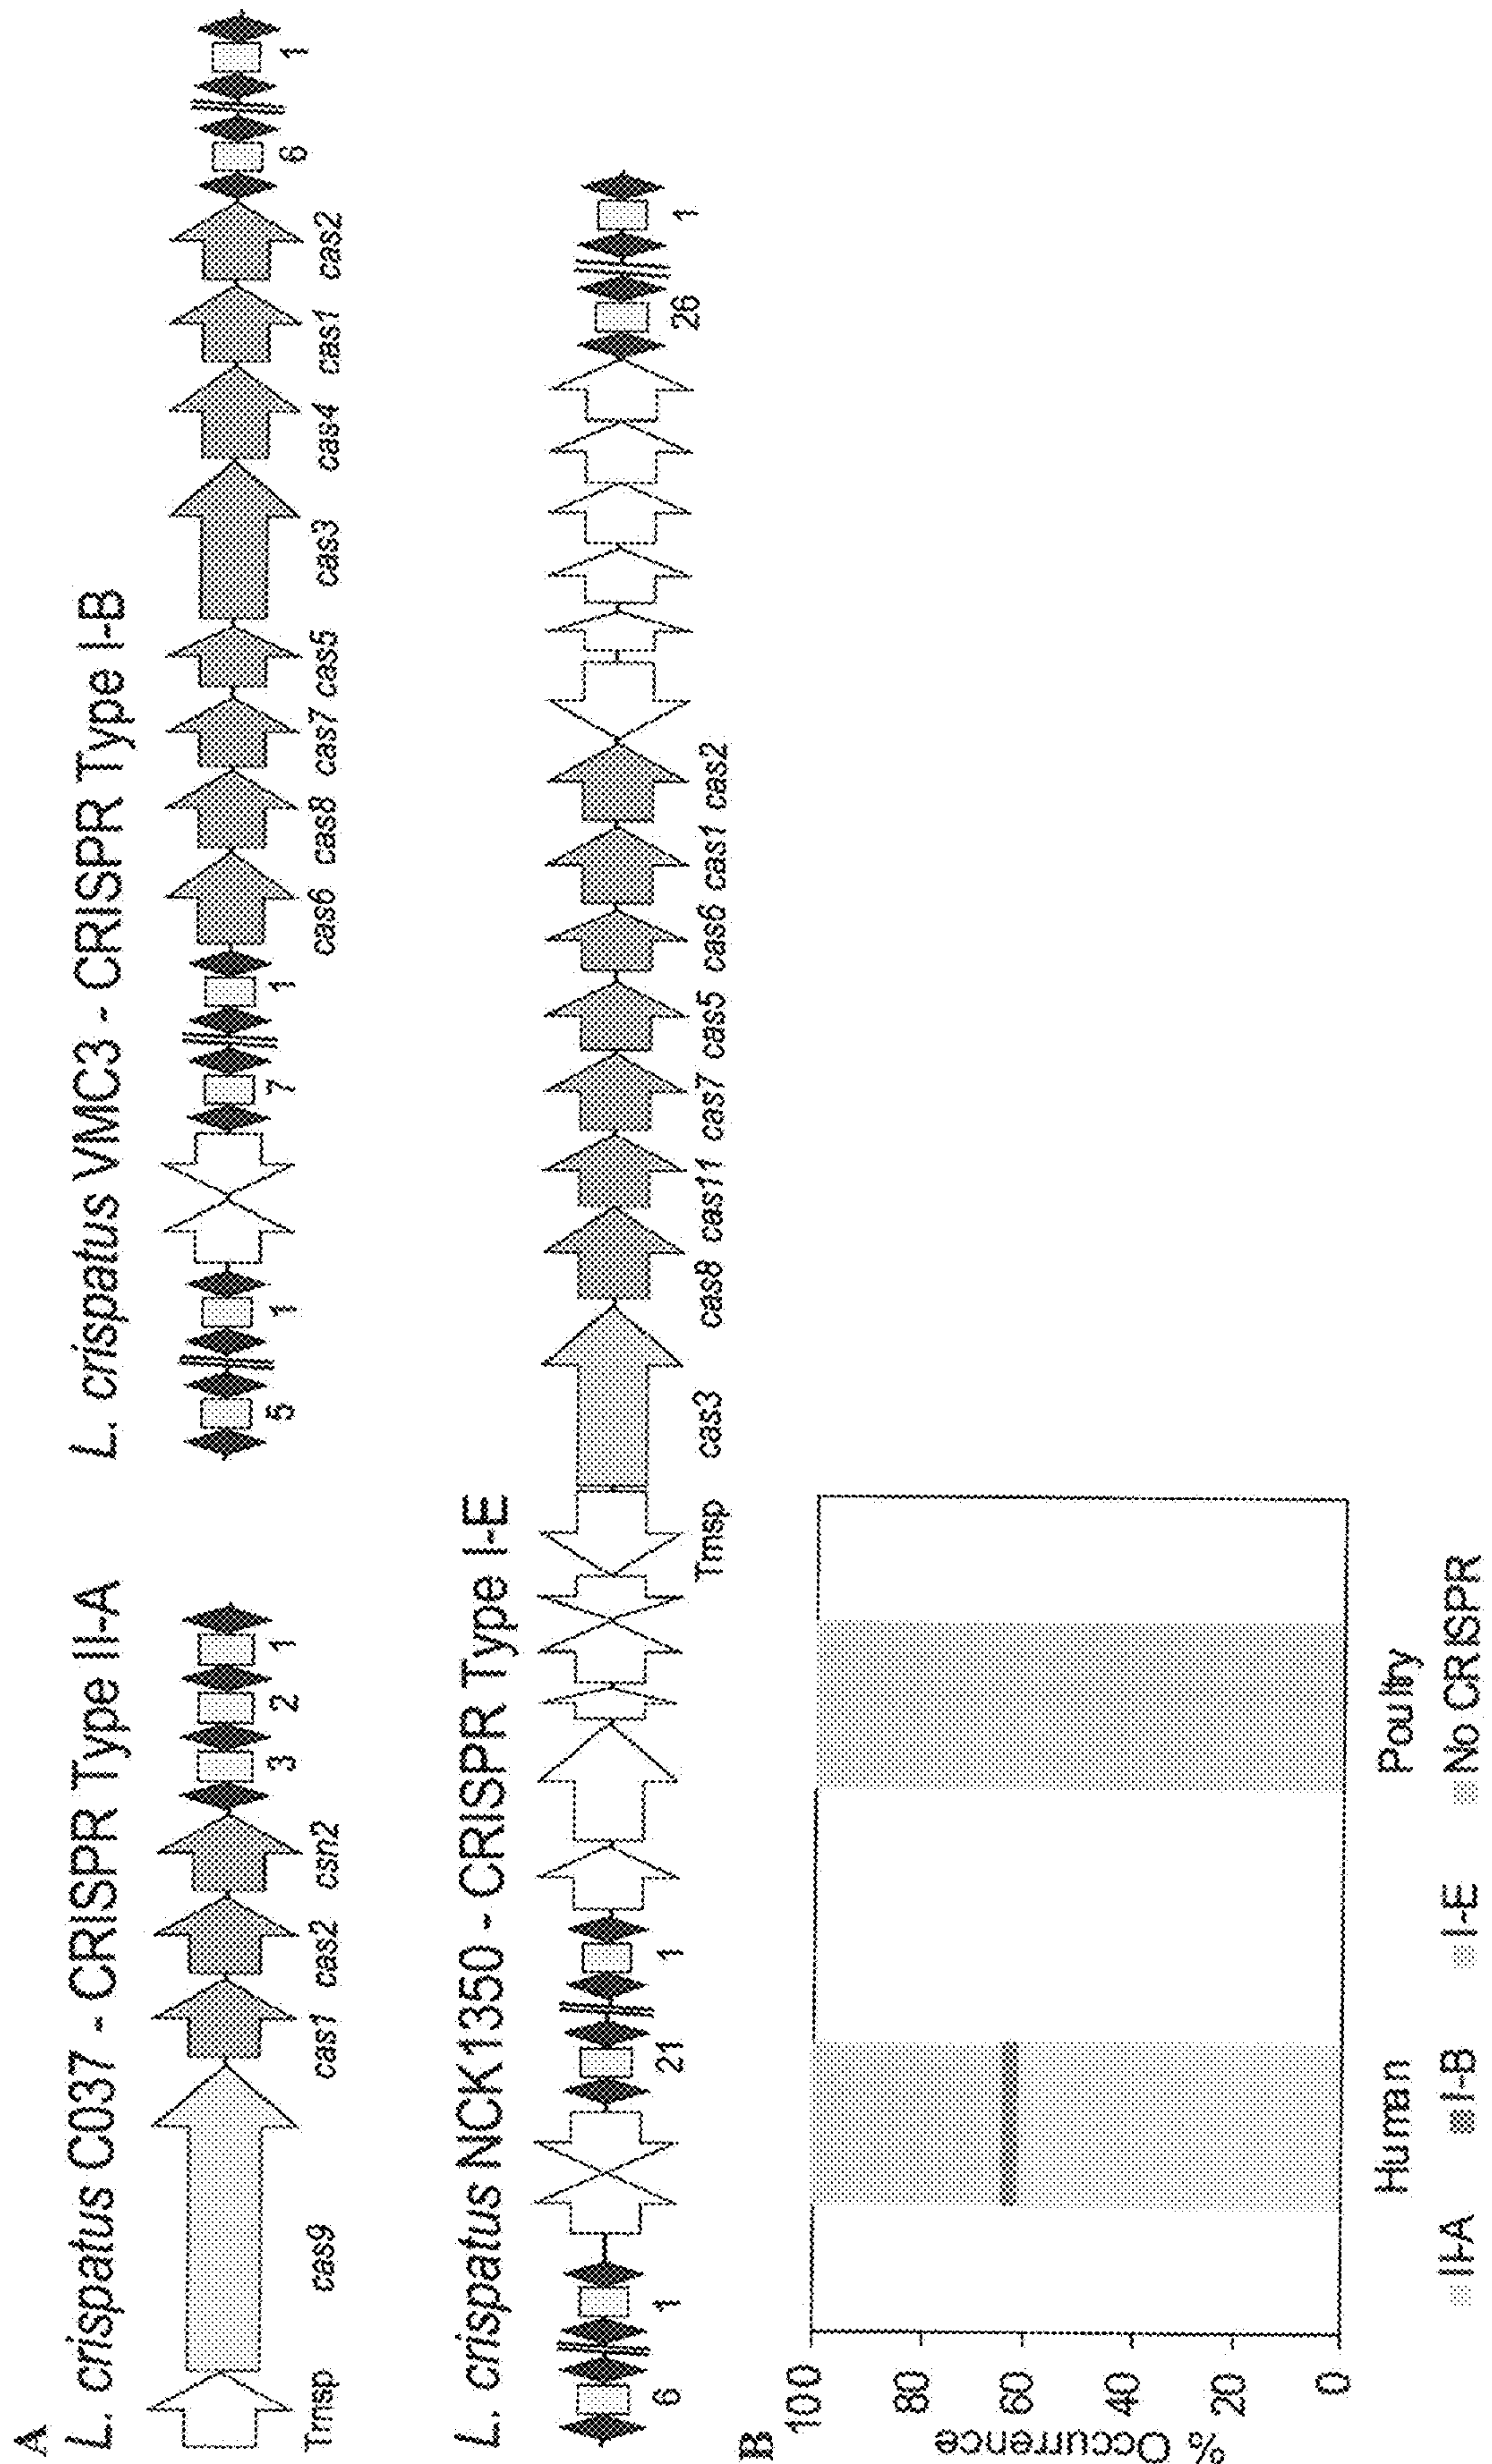 A
L. crispatus C037 - CRISPR Type II-A
Trnsp cas9 cas1 cas2 csn2 3 2 1
L. crispatus VMC3 - CRISPR Type I-B
5 1 7 1 cas6 cas8 cas7 cas5 cas3 cas4 cas1 cas2 6 1
L. crispatus NCK1350 - CRISPR Type I-E
6 1 21 1 Trnsp cas3 cas8 cas11 cas7 cas5 cas6 cas1 cas2 26 1
B
% Occurrence
100
80
60
40
20
0
Human Poultry
II-A I-B I-E No CRISPR